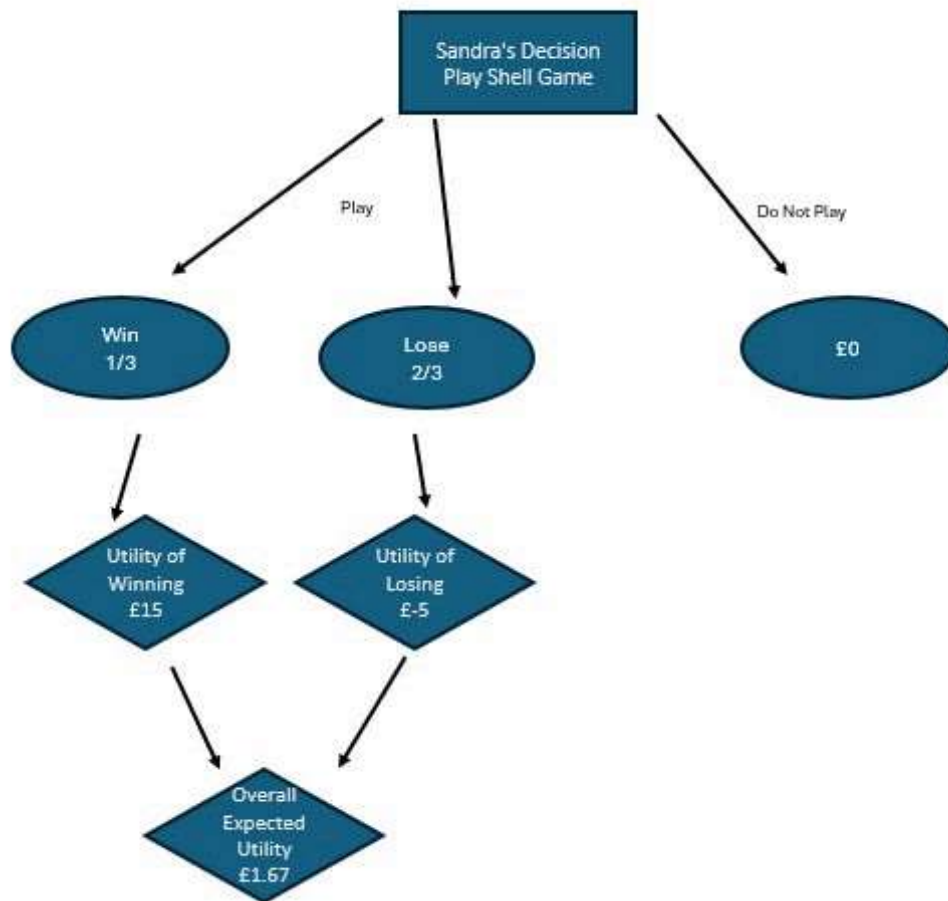 Sandra's Decision
Play Shell Game
Play
Do Not Play
Win
1/3
Lose
2/3
£0
Utility of
Winning
£15
Utility of
Losing
£-5
Overall
Expected
Utility
£1.67